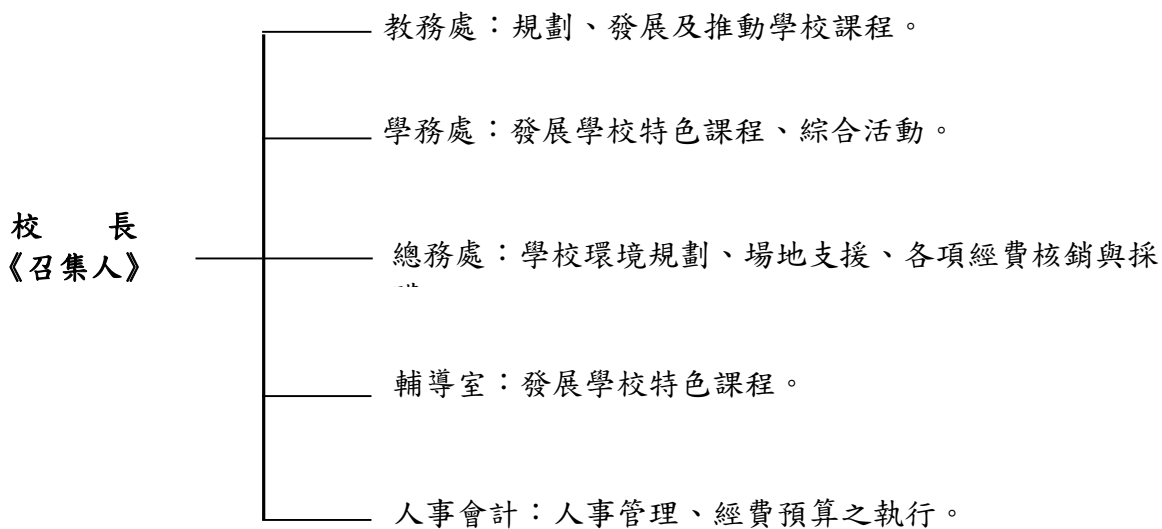 教務處：規劃、發展及推動學校課程。
學務處：發展學校特色課程、綜合活動。
校 長
《召集人》
總務處：學校環境規劃、場地支援、各項經費核銷與採
輔導室：發展學校特色課程。
人事會計：人事管理、經費預算之執行。